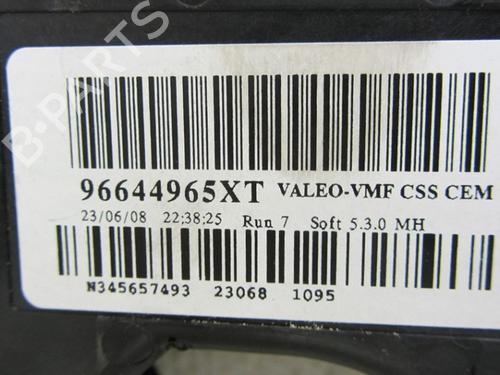 B-PARTS
96644965XT VALEO-VMF CSS CEM
23/06/08 22:38:25 Run 7 Soft 5.3.0 MH
N345657493 23068 1095